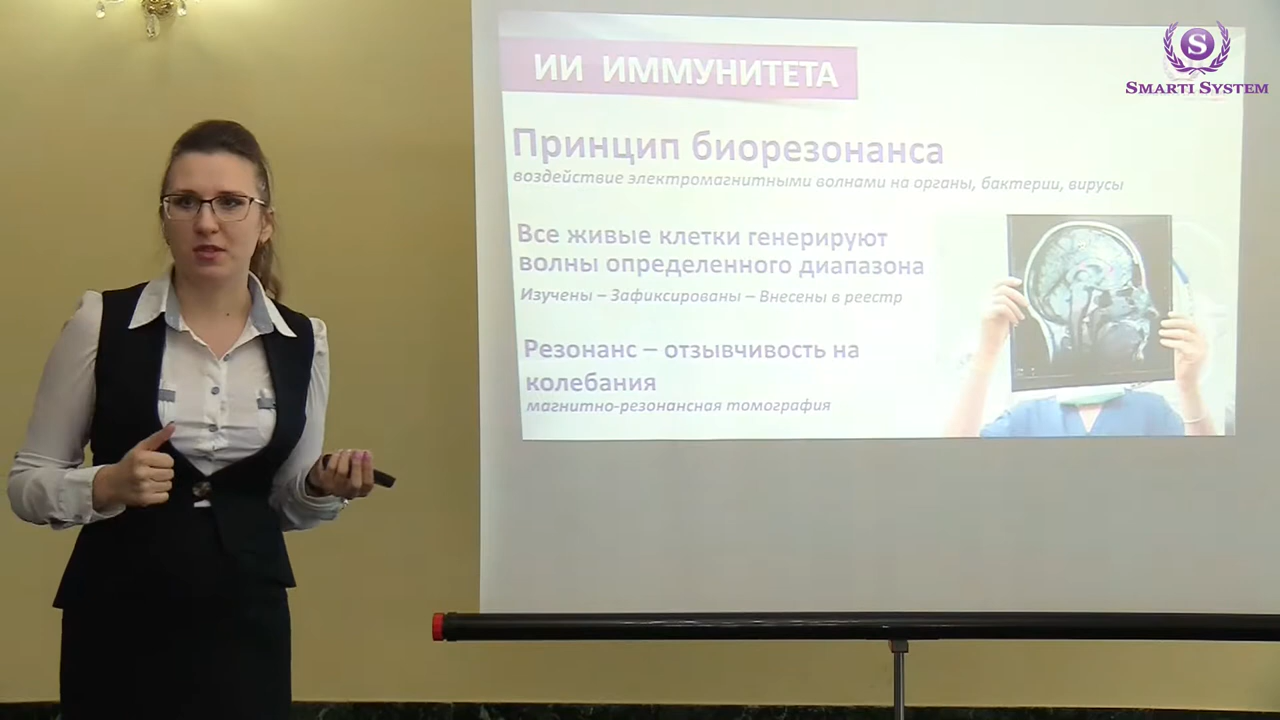 S
SMARTI SYSTEM
ИИ ИММУНИТЕТА
Принцип биорезонанса
воздействие электромагнитными волнами на органы, бактерии, вирусы
Все живые клетки генерируют
волны определенного диапазона
Изучены – Зафиксированы – Внесены в реестр
Резонанс – отзывчивость на
колебания
магнитно-резонансная томография